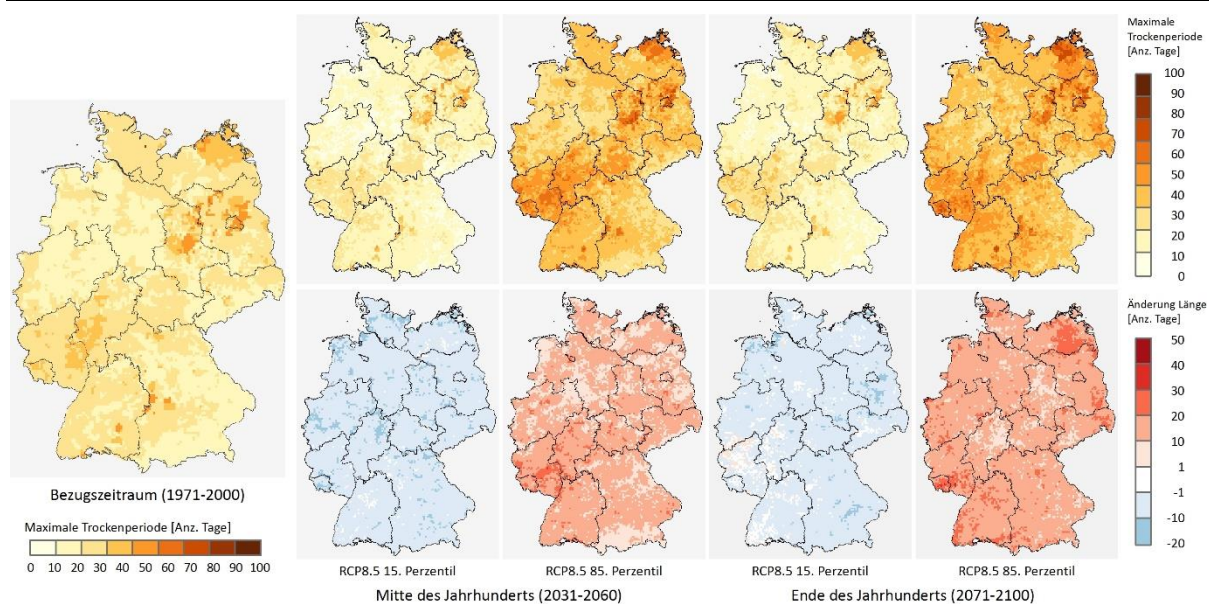 Maximale
Trockenperiode
[Anz. Tage]
100
90
80
70
60
50
40
30
20
10
0
Bezugszeitraum (1971-2000)
Maximale Trockenperiode [Anz. Tage]
0 10 20 30 40 50 60 70 80 90 100
Änderung Länge
[Anz. Tage]
50
40
30
20
10
1
-1
-10
-20
RCP8.5 15. Perzentil
RCP8.5 85. Perzentil
RCP8.5 15. Perzentil
RCP8.5 85. Perzentil
Mitte des Jahrhunderts (2031-2060)
Ende des Jahrhunderts (2071-2100)